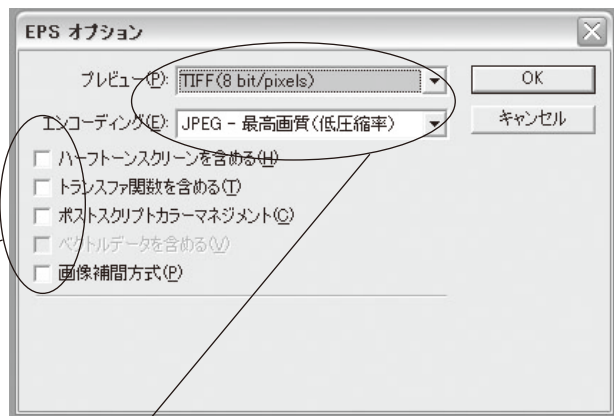 EPS オプション
プレビュー(P): TIFF(8 bit/pixels)
OK
エンコーディング(E): JPEG - 最高画質(低圧縮率)
キャンセル
ハーフトーンスクリーンを含める(H)
トランスファ関数を含める(T)
ポストスクリプトカラーマネジメント(C)
ベクトルデータを含める(V)
画像補間方式(P)